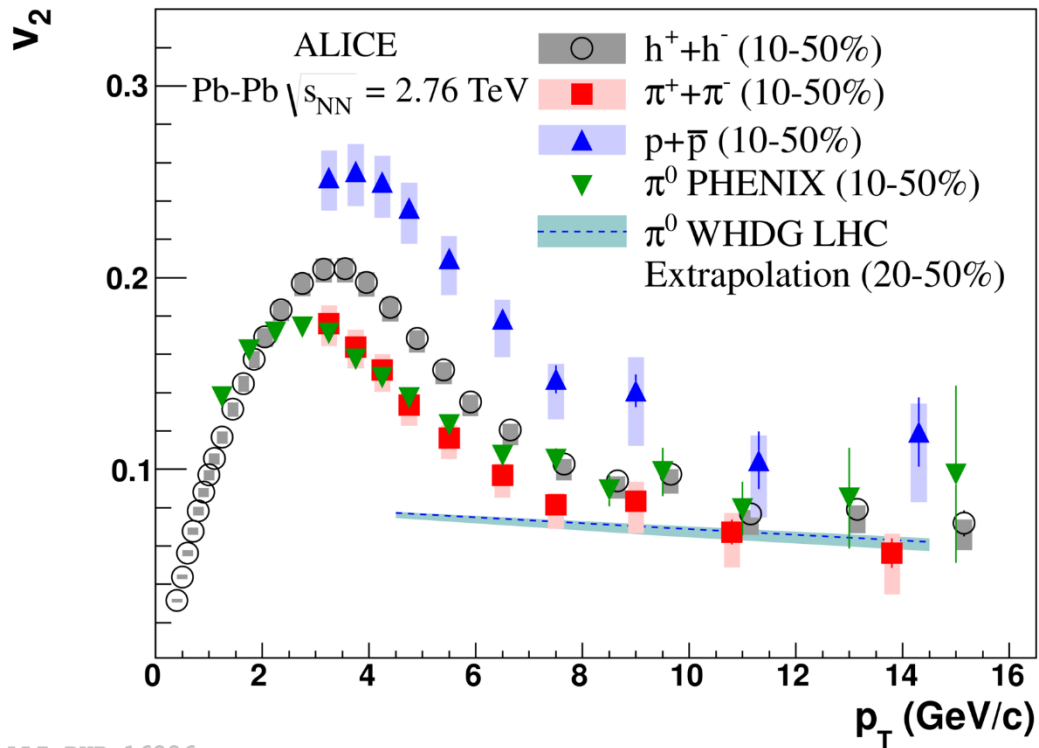 v₂
0.3
0.2
0.1
ALICE
Pb-Pb √s_NN = 2.76 TeV
h⁺+h⁻ (10-50%)
π⁺+π⁻ (10-50%)
p+p̅ (10-50%)
π⁰ PHENIX (10-50%)
π⁰ WHDG LHC
Extrapolation (20-50%)
0 2 4 6 8 10 12 14 16
p_T (GeV/c)